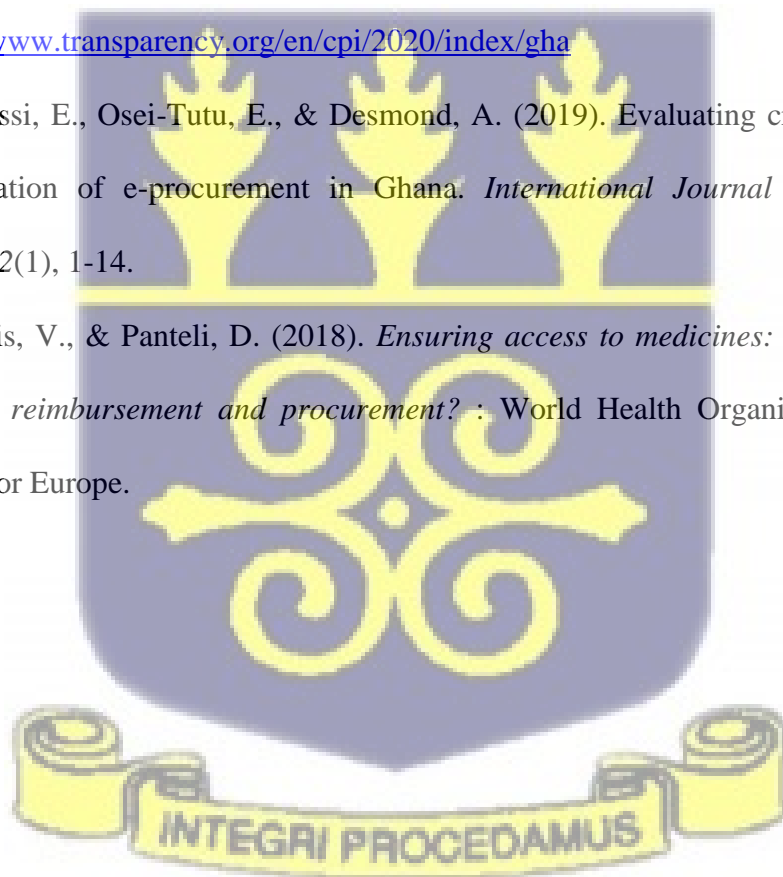 www.transparency.org/en/cpi/2020/index/gha
ssi, E., Osei-Tutu, E., & Desmond, A. (2019). Evaluating c
ation of e-procurement in Ghana. International Journal
2(1), 1-14.
is, V., & Panteli, D. (2018). Ensuring access to medicines:
reimbursement and procurement? : World Health Organi
or Europe.
INTEGRI PROCEDAMUS